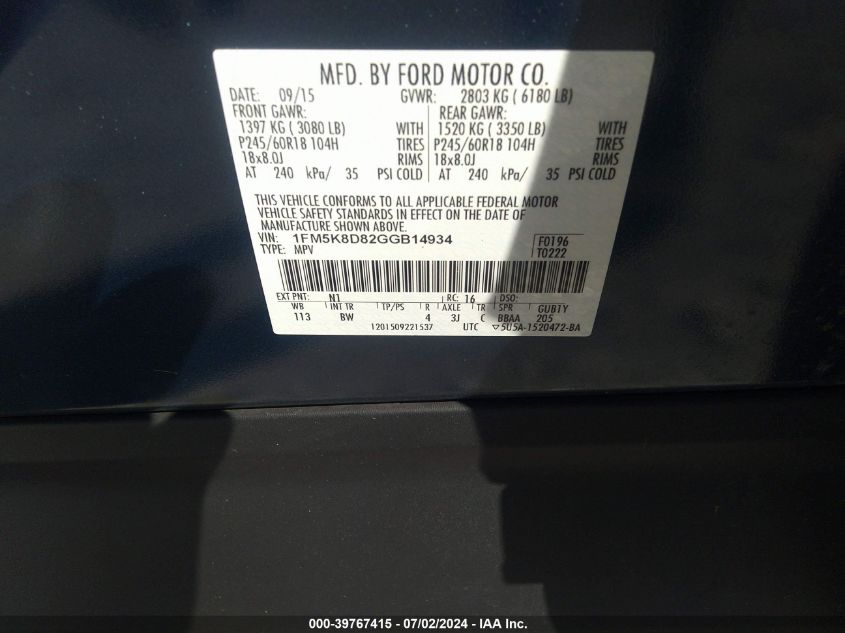 MFD. BY FORD MOTOR CO.
DATE: 09/15 GVWR: 2803 KG ( 6180 LB)
FRONT GAWR: REAR GAWR:
1397 KG ( 3080 LB) WITH 1520 KG ( 3350 LB) WITH
P245/60R18 104H TIRES P245/60R18 104H TIRES
18x8.0J RIMS 18x8.0J RIMS
AT 240 kPa/ 35 PSI COLD AT 240 kPa/ 35 PSI COLD
THIS VEHICLE CONFORMS TO ALL APPLICABLE FEDERAL MOTOR
VEHICLE SAFETY STANDARDS IN EFFECT ON THE DATE OF
MANUFACTURE SHOWN ABOVE.
VIN: 1FM5K8D82GGB14934 F0196
TYPE: MPV T0222
EXT PNT: N1 RC: 16 DSO:
WB INT TR TP/PS R AXLE TR SPR GUBTY
113 BW 4 3J C BBAA 205
1201509221537 UTC ▽5U5A-1520472-BA
000-39767415 - 07/02/2024 - IAA Inc.